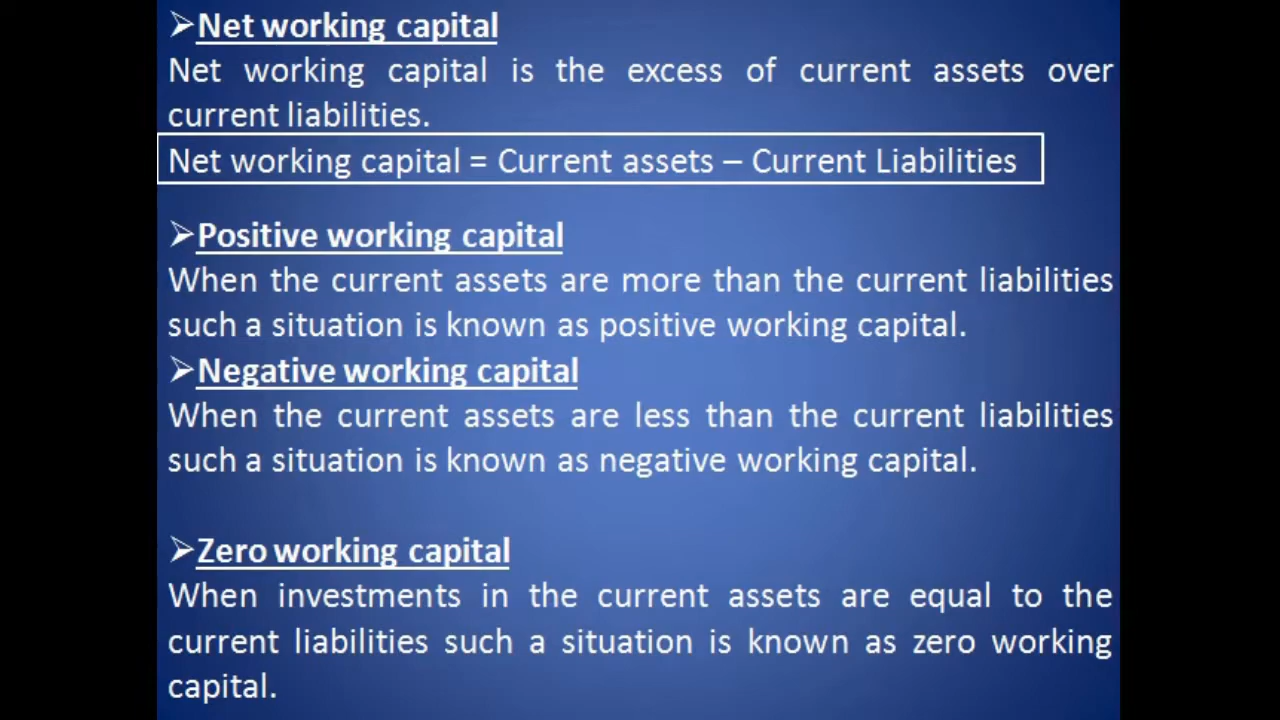 ➢Net working capital
Net working capital is the excess of current assets over
current liabilities.
Net working capital = Current assets – Current Liabilities
➢Positive working capital
When the current assets are more than the current liabilities
such a situation is known as positive working capital.
➢Negative working capital
When the current assets are less than the current liabilities
such a situation is known as negative working capital.
➢Zero working capital
When investments in the current assets are equal to the
current liabilities such a situation is known as zero working
capital.